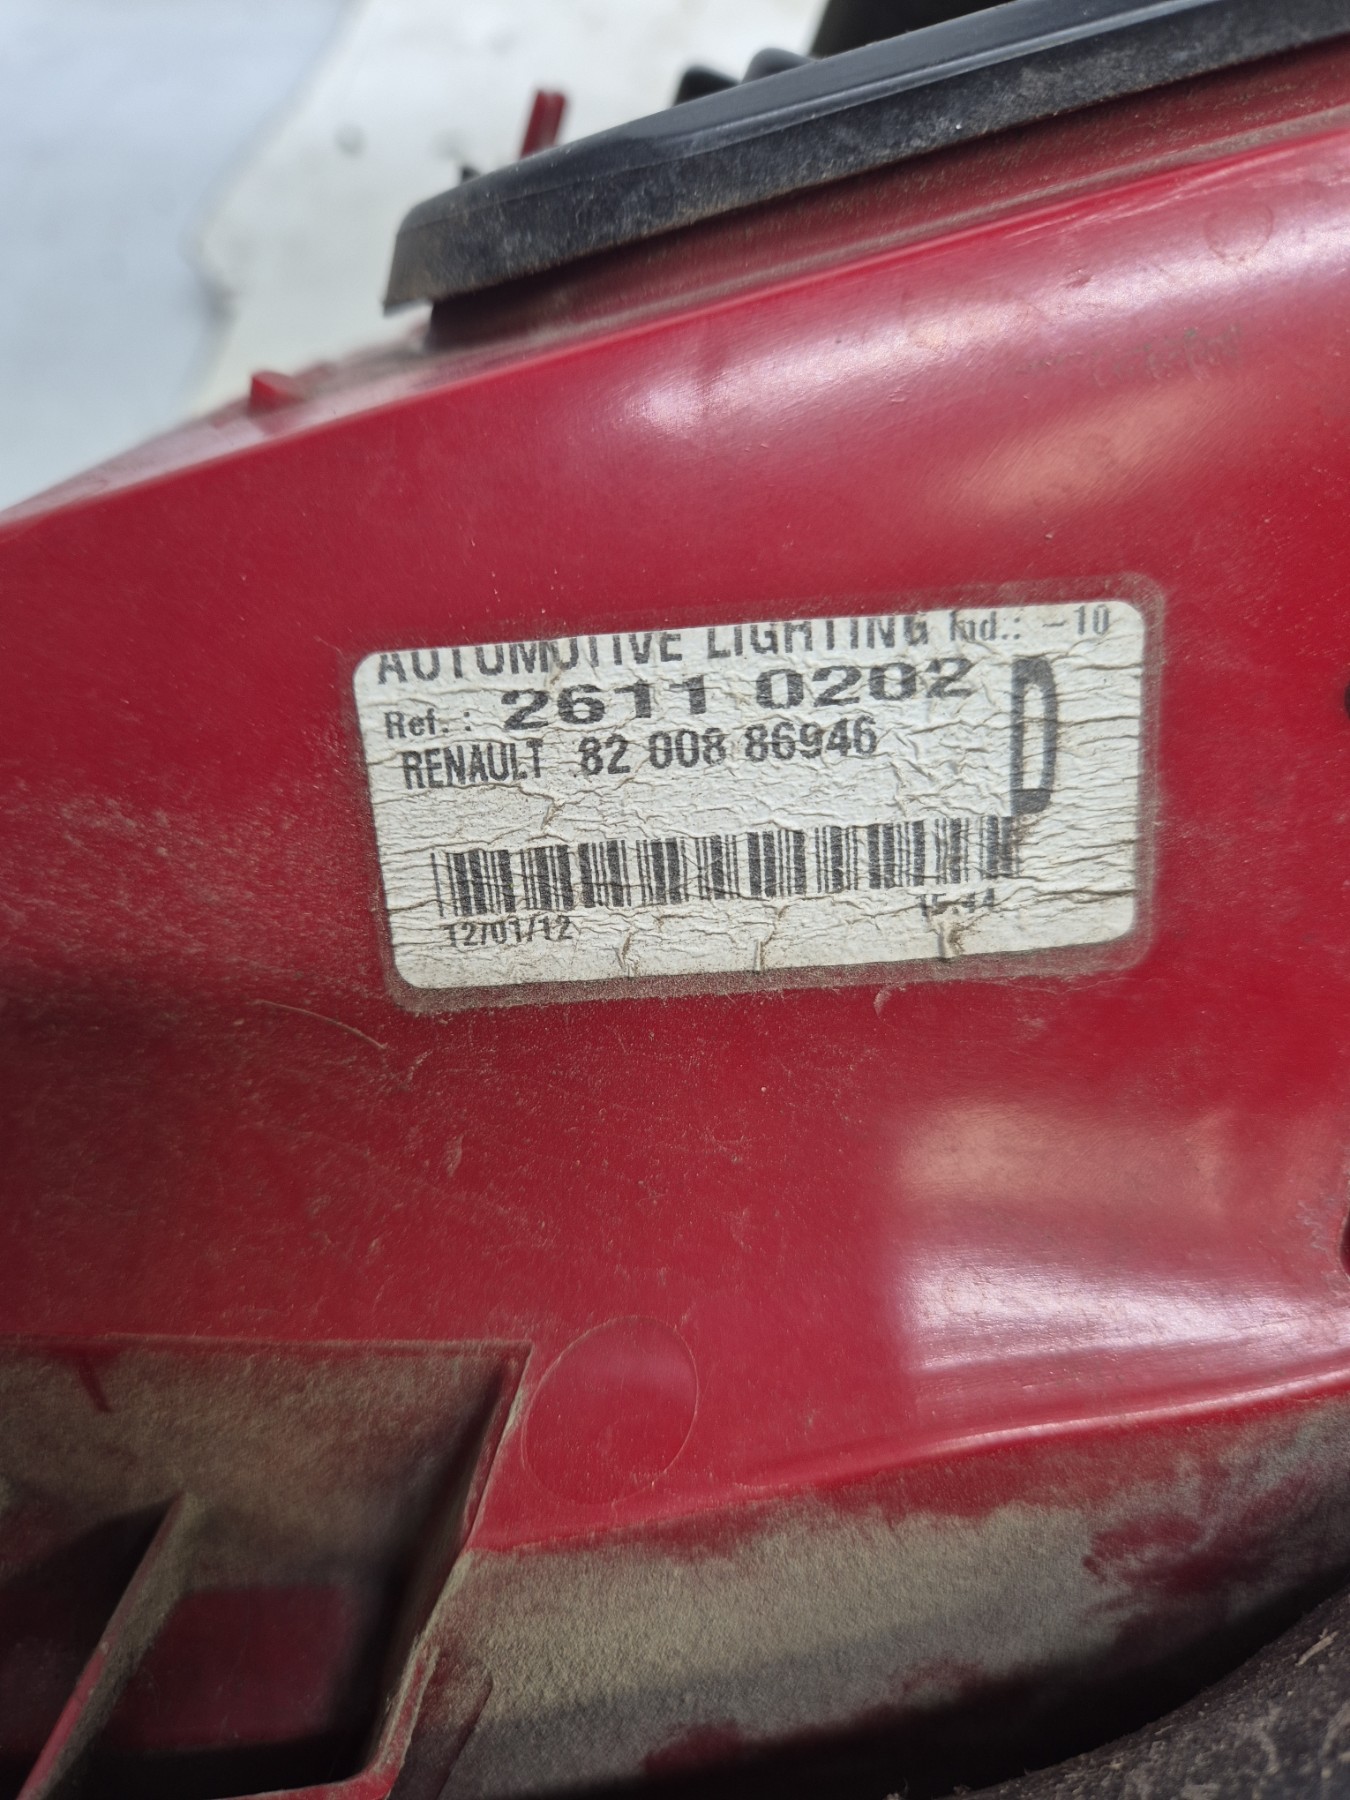 AUTOMOTIVE LIGHTING Ind.: -10
Ref.: 2611 0202 D
RENAULT 82 008 86946
12/01/12 15:44